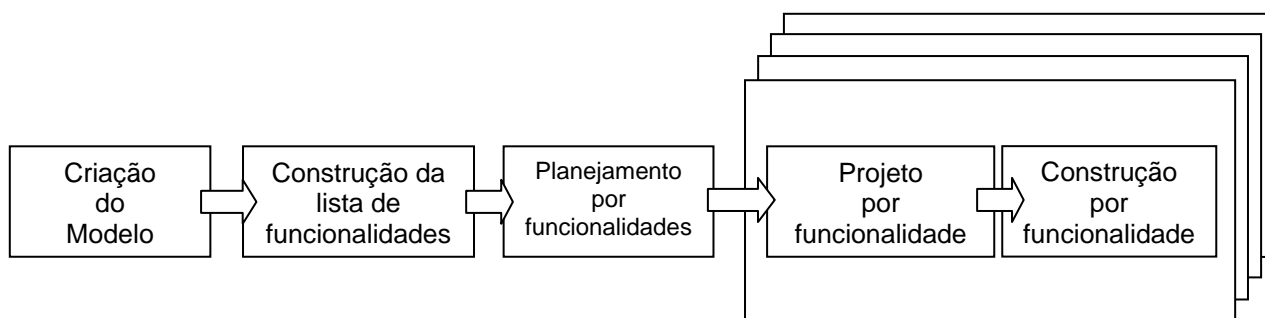 Criação
do
Modelo
Construção da
lista de
funcionalidades
Planejamento
por
funcionalidades
Projeto
por
funcionalidade
Construção
por
funcionalidade